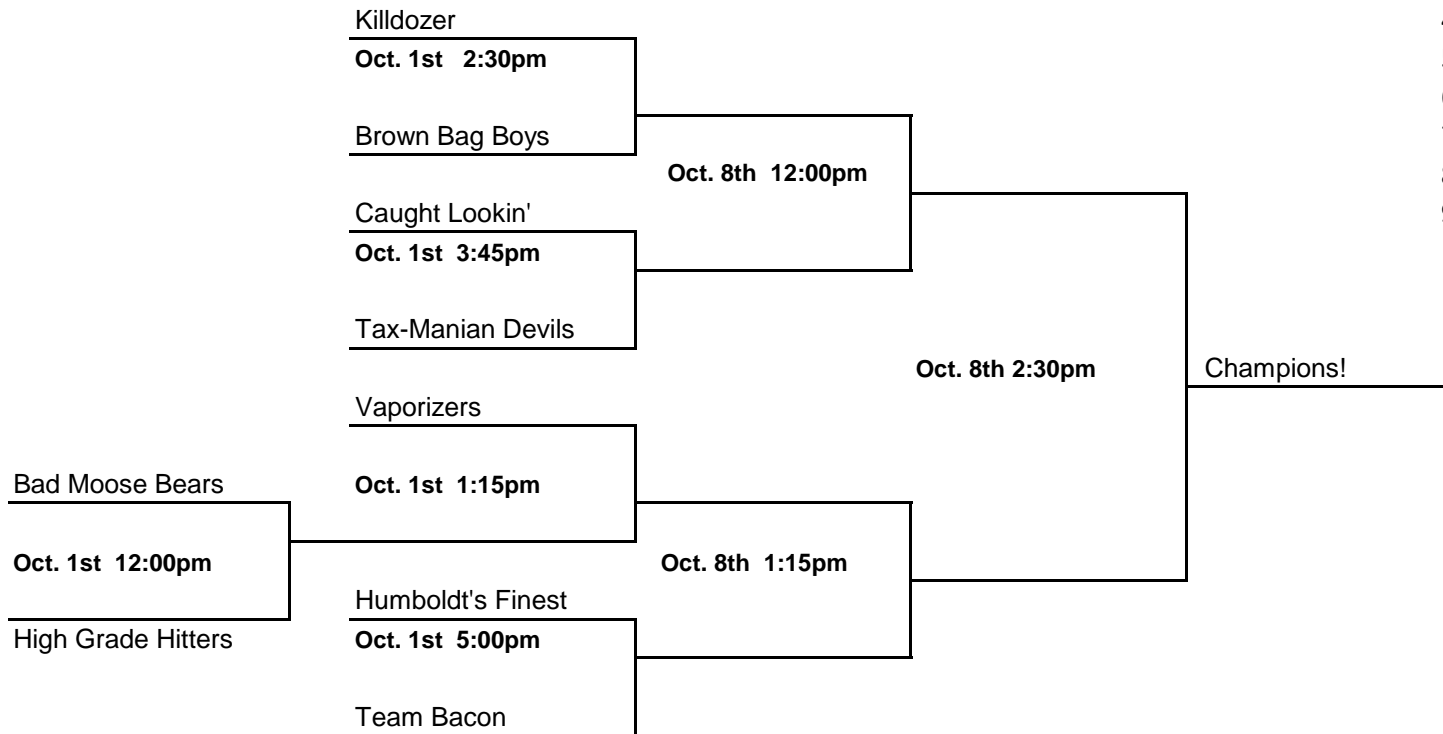 Killdozer
Oct. 1st 2:30pm
Brown Bag Boys
Oct. 8th 12:00pm
Caught Lookin'
Oct. 1st 3:45pm
Tax-Manian Devils
Oct. 8th 2:30pm
Champions!
Vaporizers
Bad Moose Bears
Oct. 1st 1:15pm
Oct. 1st 12:00pm
Oct. 8th 1:15pm
Humboldt's Finest
High Grade Hitters
Oct. 1st 5:00pm
Team Bacon